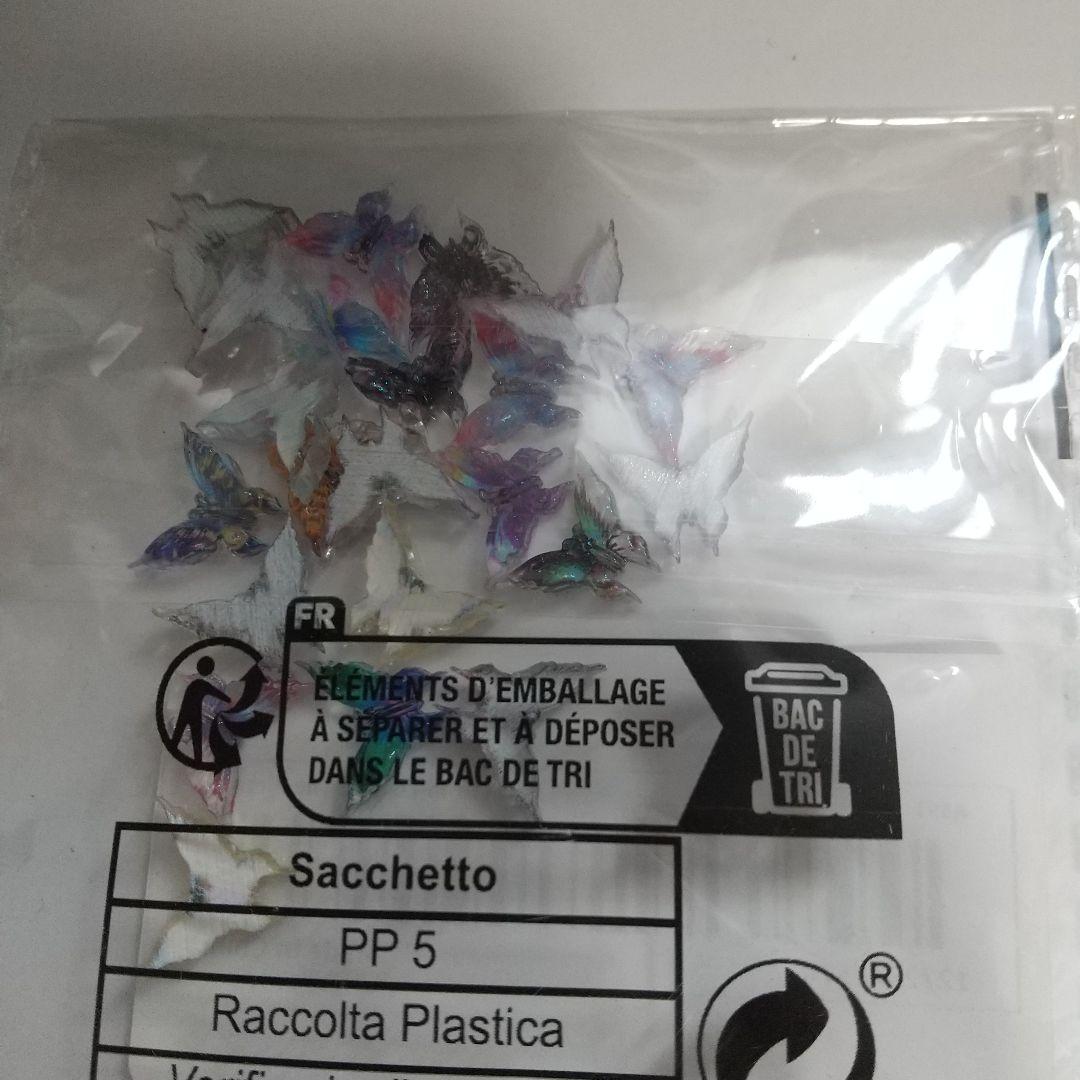 FR
ÉLÉMENTS D'EMBALLAGE
À SÉPARER ET À DÉPOSER
DANS LE BAC DE TRI
BAC
DE
TRI
Sacchetto
PP 5
Raccolta Plastica
®